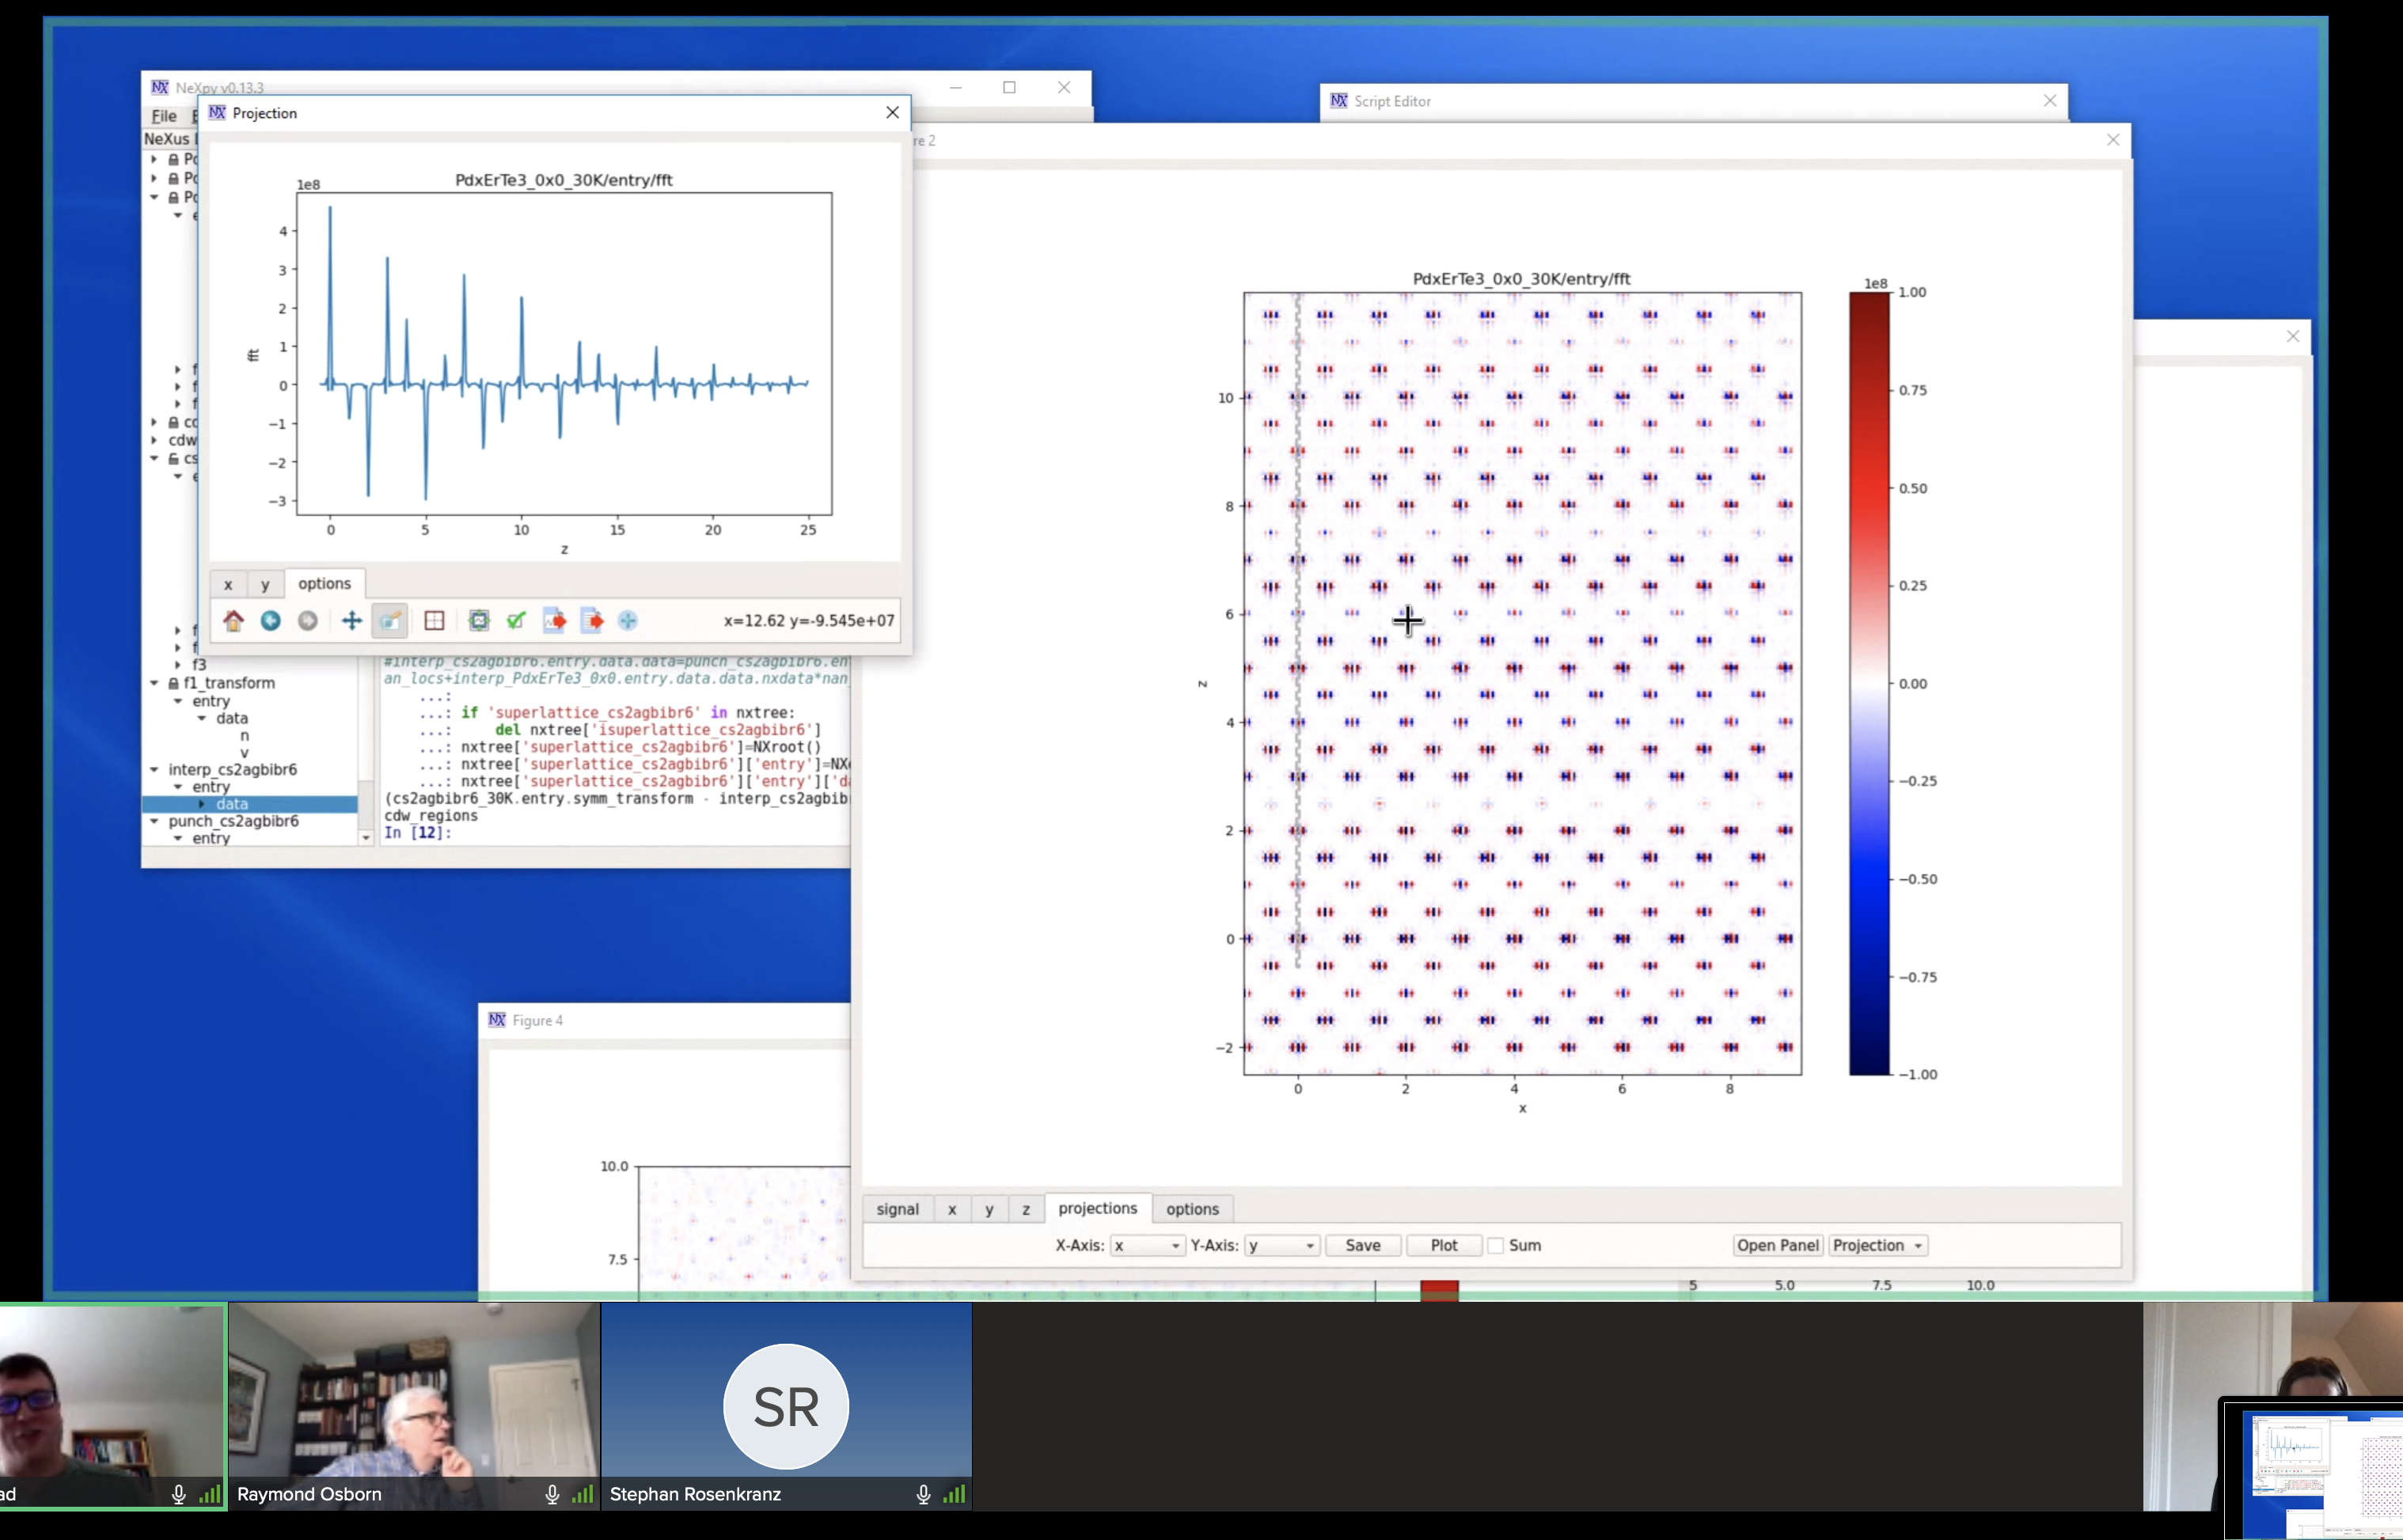 NeXpy v0.13.3
File
NeXus
Projection
Script Editor
PdxErTe3_0x0_30K/entry/fft
1e8
4
3
2
1
0
−1
−2
−3
fft
0
5
10
15
20
25
z
x
y
options
x=12.62 y=-9.545e+07
cdw
f3
f1_transform
entry
data
n
v
interp_cs2agbibr6
entry
data
punch_cs2agbibr6
entry
#interp_cs2agbibr6.entry.data.data=punch_cs2agbibr6.en
an_locs+interp_PdxErTe3_0x0.entry.data.data.nxdata*nan_
...:
...: if 'superlattice_cs2agbibr6' in nxtree:
...: del nxtree['isuperlattice_cs2agbibr6']
...: nxtree['superlattice_cs2agbibr6']=NXroot()
...: nxtree['superlattice_cs2agbibr6']['entry']=NX
...: nxtree['superlattice_cs2agbibr6']['entry']['d
(cs2agbibr6_30K.entry.symm_transform - interp_cs2agbib
cdw_regions
In [12]:
re 2
PdxErTe3_0x0_30K/entry/fft
1e8
1.00
0.75
0.50
0.25
0.00
−0.25
−0.50
−0.75
−1.00
10
8
6
4
2
0
−2
z
0
2
4
6
8
x
signal
x
y
z
projections
options
X-Axis: x Y-Axis: y Save Plot Sum Open Panel Projection
Figure 4
10.0
7.5
5
5.0
7.5
10.0
SR
ad
Raymond Osborn
Stephan Rosenkranz